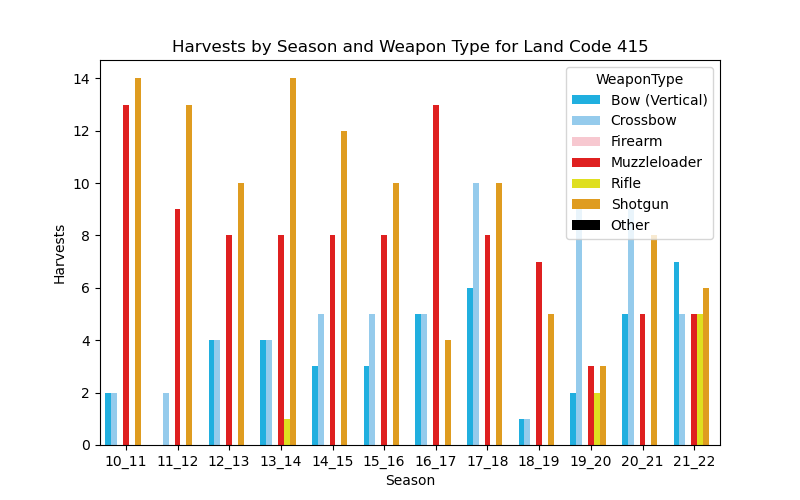 Harvests by Season and Weapon Type for Land Code 415
14
12
10
8
6
4
2
0
Harvests
WeaponType
Bow (Vertical)
Crossbow
Firearm
Muzzleloader
Rifle
Shotgun
Other
10_11 11_12 12_13 13_14 14_15 15_16 16_17 17_18 18_19 19_20 20_21 21_22
Season